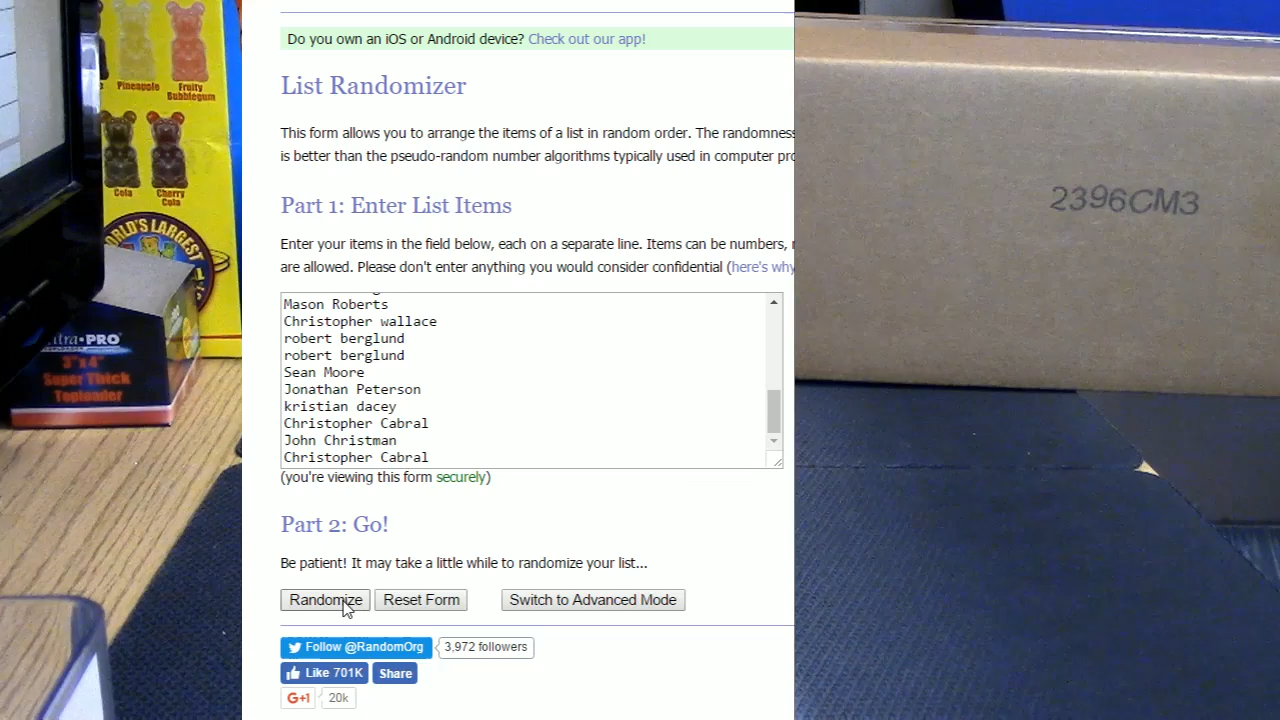 Pineapple
Fruity
Bubblegum
Cola
Cherry
Cola
WORLD'S LARGEST
PRO
3"x4"
Super Thick
Toploader
Do you own an iOS or Android device? Check out our app!
List Randomizer
This form allows you to arrange the items of a list in random order. The randomness
is better than the pseudo-random number algorithms typically used in computer
Part 1: Enter List Items
Enter your items in the field below, each on a separate line. Items can be numbers,
are allowed. Please don't enter anything you would consider confidential (here's why
Mason Roberts
Christopher wallace
robert berglund
robert berglund
Sean Moore
Jonathan Peterson
kristian dacey
Christopher Cabral
John Christman
Christopher Cabral
(you're viewing this form securely)
Part 2: Go!
Be patient! It may take a little while to randomize your list...
Randomize Reset Form Switch to Advanced Mode
Follow @RandomOrg 3,972 followers
Like 701K Share
G+1 20k
2396CM3